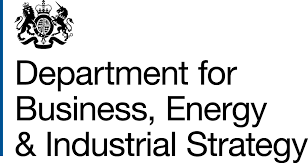 Department for
Business, Energy
& Industrial Strategy